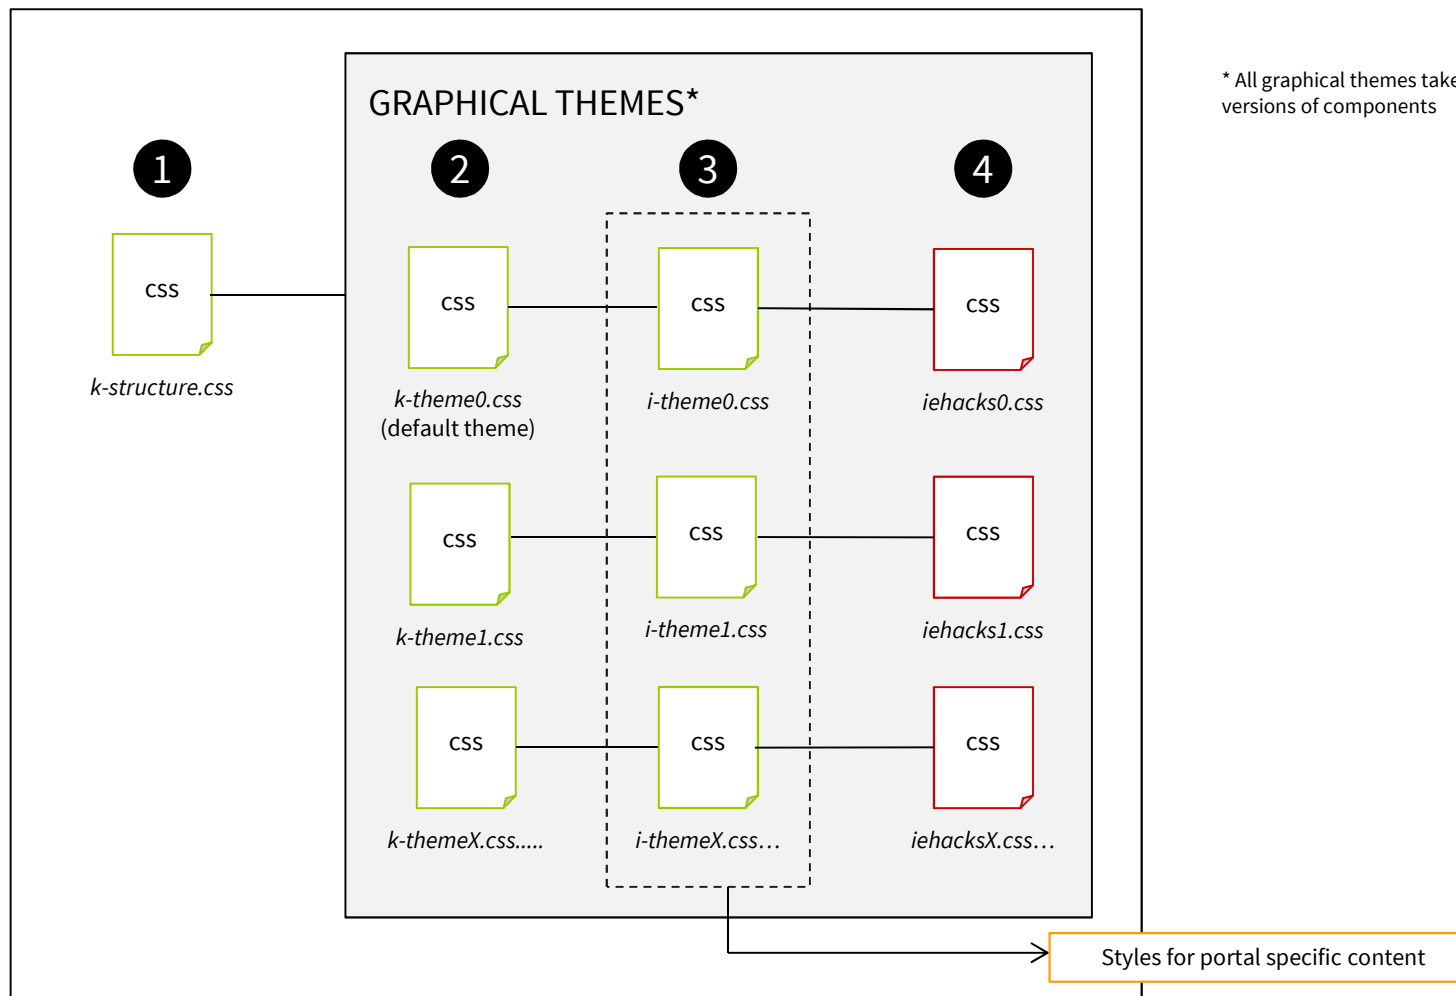 GRAPHICAL THEMES*
* All graphical themes take
versions of components
1
2
3
4
css
css
css
css
k-structure.css
k-theme0.css
(default theme)
i-theme0.css
iehacks0.css
css
css
css
k-theme1.css
i-theme1.css
iehacks1.css
css
css
css
k-themeX.css.....
i-themeX.css…
iehacksX.css…
Styles for portal specific content